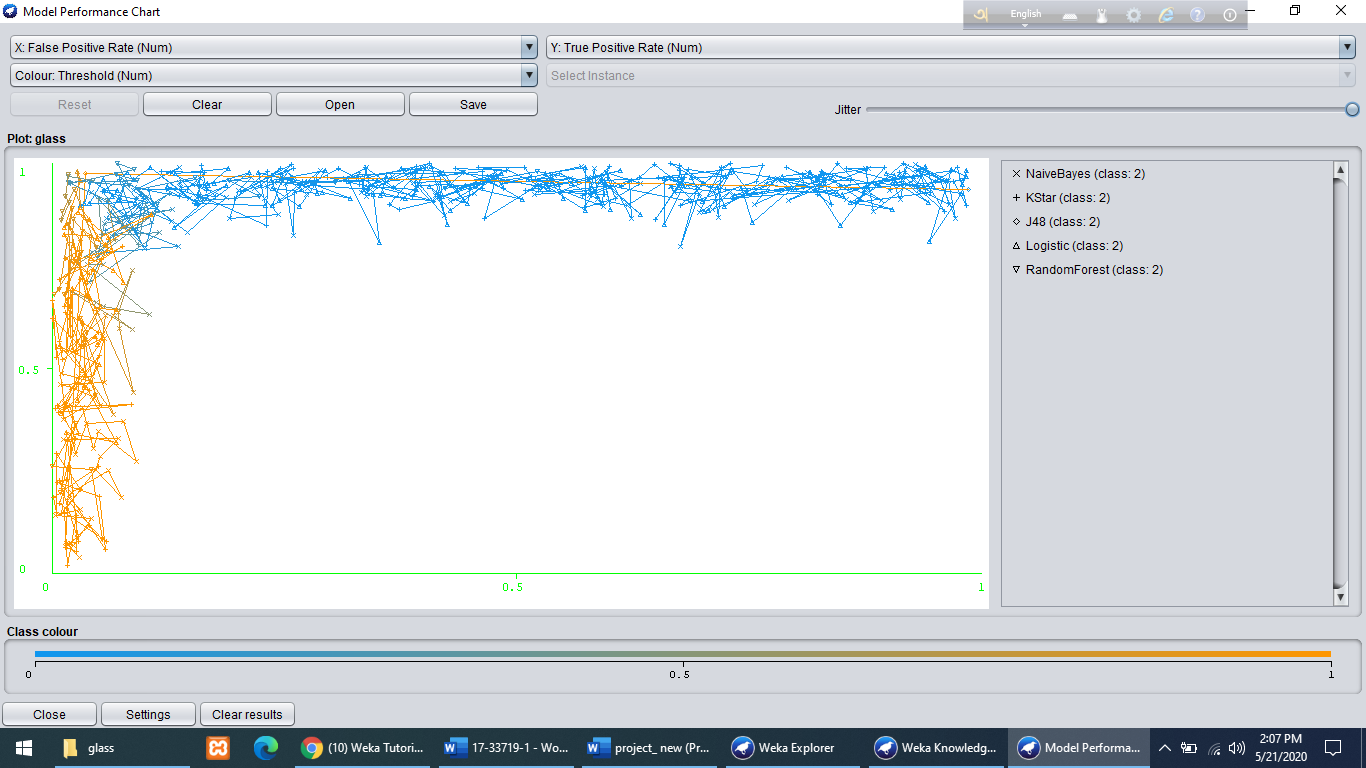 Model Performance Chart
English
X: False Positive Rate (Num)
Y: True Positive Rate (Num)
Colour: Threshold (Num)
Select Instance
Reset
Clear
Open
Save
Jitter
Plot: glass
1
0.5
0
0
0.5
1
NaiveBayes (class: 2)
KStar (class: 2)
J48 (class: 2)
Logistic (class: 2)
RandomForest (class: 2)
Class colour
0
0.5
1
Close
Settings
Clear results
glass
(10) Weka Tutori...
17-33719-1 - Wo...
project_ new (Pr...
Weka Explorer
Weka Knowledg...
Model Performa...
2:07 PM
5/21/2020